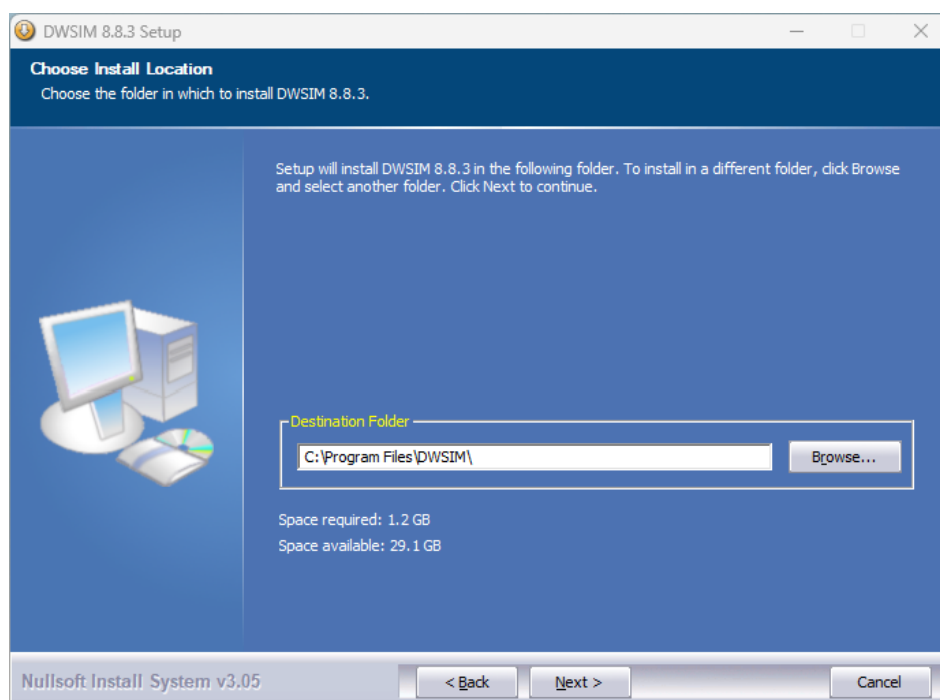 DWSIM 8.8.3 Setup
Choose Install Location
Choose the folder in which to install DWSIM 8.8.3.
Setup will install DWSIM 8.8.3 in the following folder. To install in a different folder, click Browse
and select another folder. Click Next to continue.
Destination Folder
C:\Program Files\DWSIM\
Browse...
Space required: 1.2 GB
Space available: 29.1 GB
Nullsoft Install System v3.05
< Back
Next >
Cancel